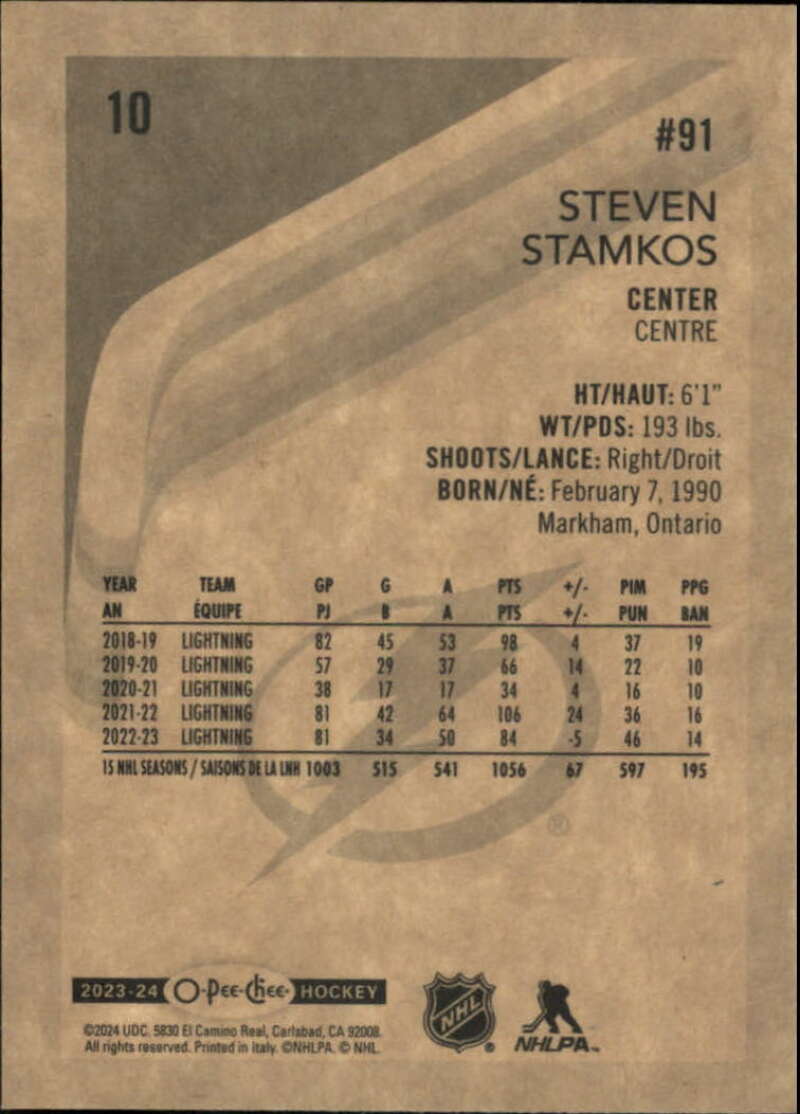 10
#91
STEVEN
STAMKOS
CENTER
CENTRE
HT/HAUT: 6'1"
WT/PDS: 193 lbs.
SHOOTS/LANCE: Right/Droit
BORN/NÉ: February 7, 1990
Markham, Ontario
YEAR TEAM GP G A PTS +/- PIM PPG
AN ÉQUIPE PJ B A PTS +/- PUN BAN
2018-19 LIGHTNING 82 45 53 98 4 37 19
2019-20 LIGHTNING 57 29 37 66 14 22 10
2020-21 LIGHTNING 38 17 17 34 4 16 10
2021-22 LIGHTNING 81 42 64 106 24 36 16
2022-23 LIGHTNING 81 34 50 84 -5 46 14
15 NHL SEASONS / SAISONS DE LA LNH 1003 515 541 1056 67 597 195
®
2023-24 O-Pee-Chee HOCKEY
©2024 UDC. 5830 El Camino Real, Carlsbad, CA 92008.
All rights reserved. Printed in Italy. ©NHLPA. © NHL.
NHL
NHLPA